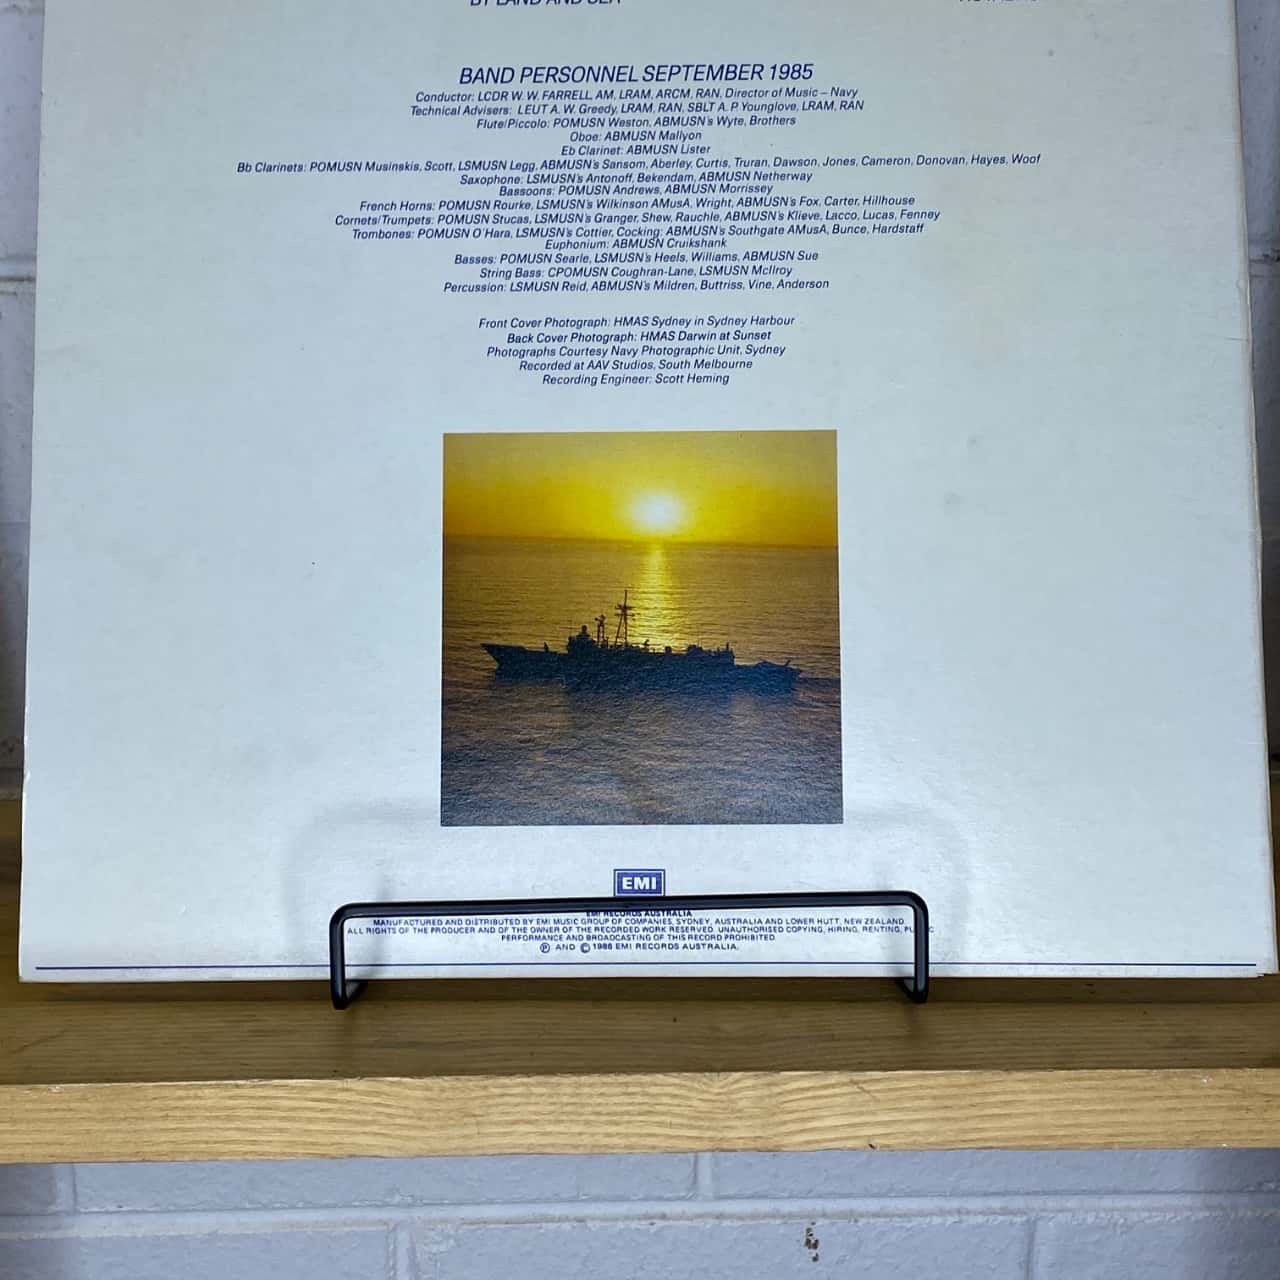 BY LAND AND SEA
BAND PERSONNEL SEPTEMBER 1985
Conductor: LCDR W. W. FARRELL, AM, LRAM, ARCM, RAN, Director of Music – Navy
Technical Advisers: LEUT A. W. Greedy, LRAM, RAN, SBLT A. P. Younglove, LRAM, RAN
Flute/Piccolo: POMUSN Weston, ABMUSN's Wyte, Brothers
Oboe: ABMUSN Mallyon
Eb Clarinet: ABMUSN Lister
Bb Clarinets: POMUSN Musinskis, Scott, LSMUSN Legg, ABMUSN's Sansom, Aberley, Curtis, Truran, Dawson, Jones, Cameron, Donovan, Hayes, Woof
Saxophone: LSMUSN's Antonoff, Bekendam, ABMUSN Netherway
Bassoons: POMUSN Andrews, ABMUSN Morrissey
French Horns: POMUSN Rourke, LSMUSN's Wilkinson AMusA, Wright, ABMUSN's Fox, Carter, Hillhouse
Cornets/Trumpets: POMUSN Stucas, LSMUSN's Granger, Shew, Rauchle, ABMUSN's Klieve, Lacco, Lucas, Fenney
Trombones: POMUSN O'Hara, LSMUSN's Cottier, Cocking: ABMUSN's Southgate AMusA, Bunce, Hardstaff
Euphonium: ABMUSN Cruikshank
Basses: POMUSN Searle, LSMUSN's Heels, Williams, ABMUSN Sue
String Bass: CPOMUSN Coughran-Lane, LSMUSN McIlroy
Percussion: LSMUSN Reid, ABMUSN's Mildren, Buttriss, Vine, Anderson
Front Cover Photograph: HMAS Sydney in Sydney Harbour
Back Cover Photograph: HMAS Darwin at Sunset
Photographs Courtesy Navy Photographic Unit, Sydney
Recorded at AAV Studios, South Melbourne
Recording Engineer: Scott Heming
EMI
EMI RECORDS AUSTRALIA
MANUFACTURED AND DISTRIBUTED BY EMI MUSIC GROUP OF COMPANIES, SYDNEY, AUSTRALIA AND LOWER HUTT, NEW ZEALAND.
ALL RIGHTS OF THE PRODUCER AND OF THE OWNER OF THE RECORDED WORK RESERVED. UNAUTHORISED COPYING, HIRING, RENTING,
PERFORMANCE AND BROADCASTING OF THIS RECORD PROHIBITED
℗ AND © 1986 EMI RECORDS AUSTRALIA.